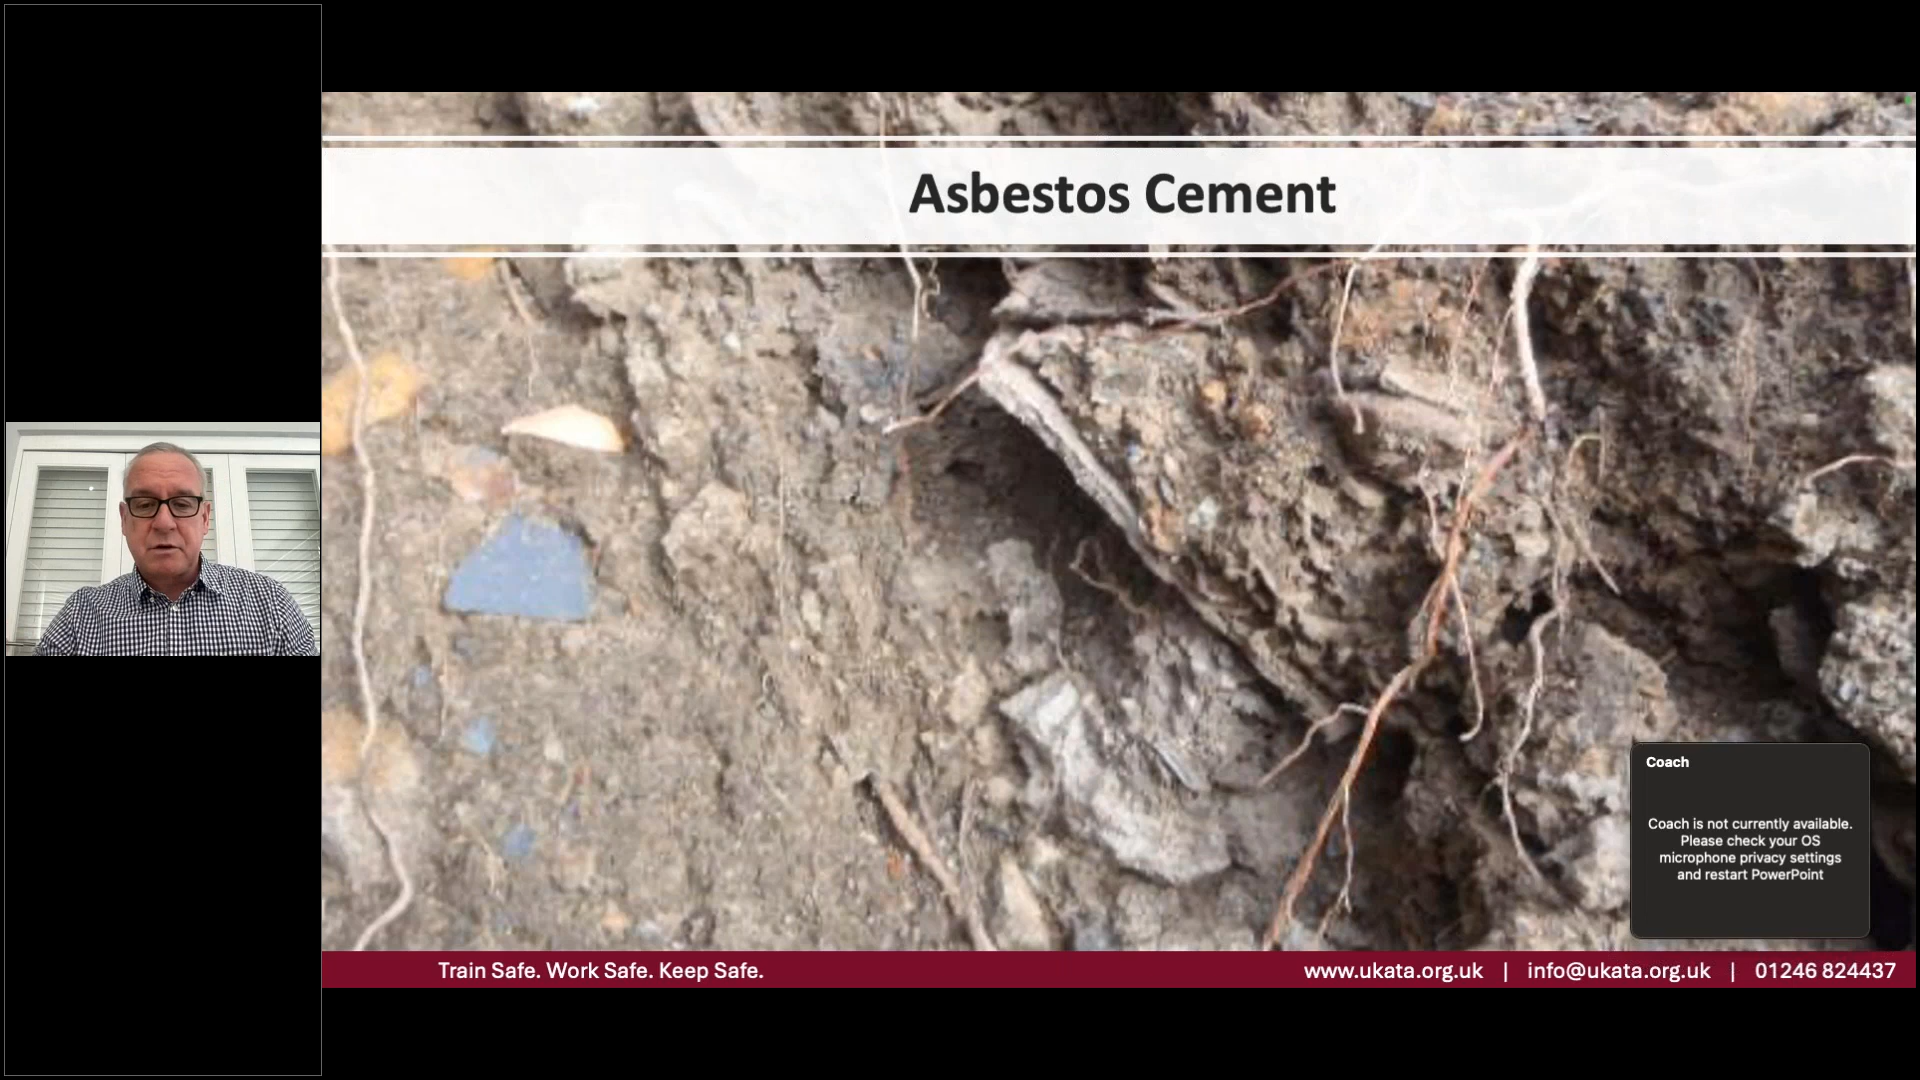 Asbestos Cement
Coach
Coach is not currently available.
Please check your OS
microphone privacy settings
and restart PowerPoint
Train Safe. Work Safe. Keep Safe.
www.ukata.org.uk | info@ukata.org.uk | 01246 824437